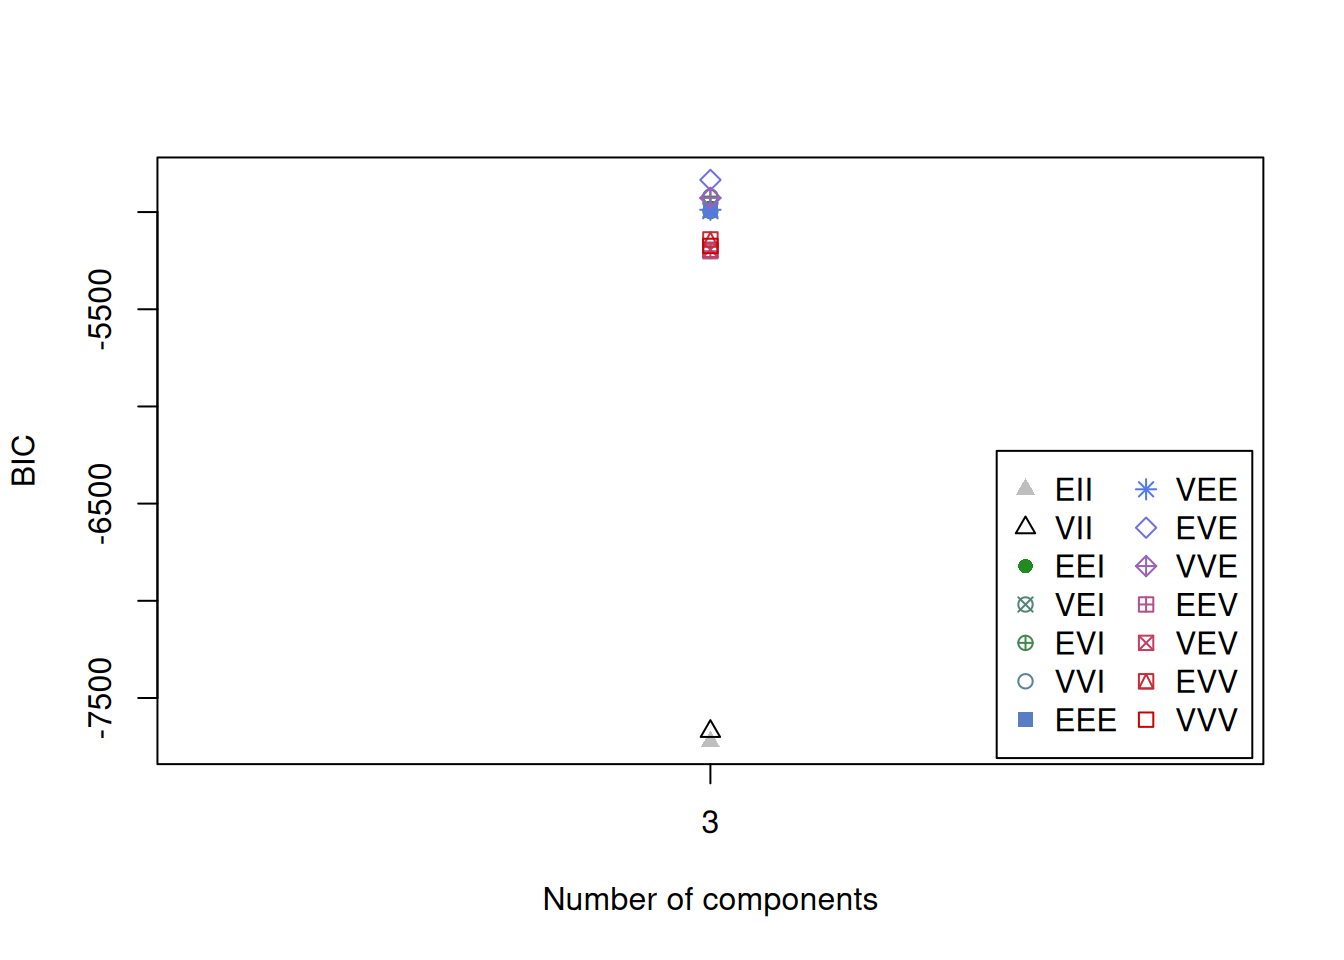 BIC
-5500
-6500
-7500
3
Number of components
EII VEE
VII EVE
EEI VVE
VEI EEV
EVI VEV
VVI EVV
EEE VVV